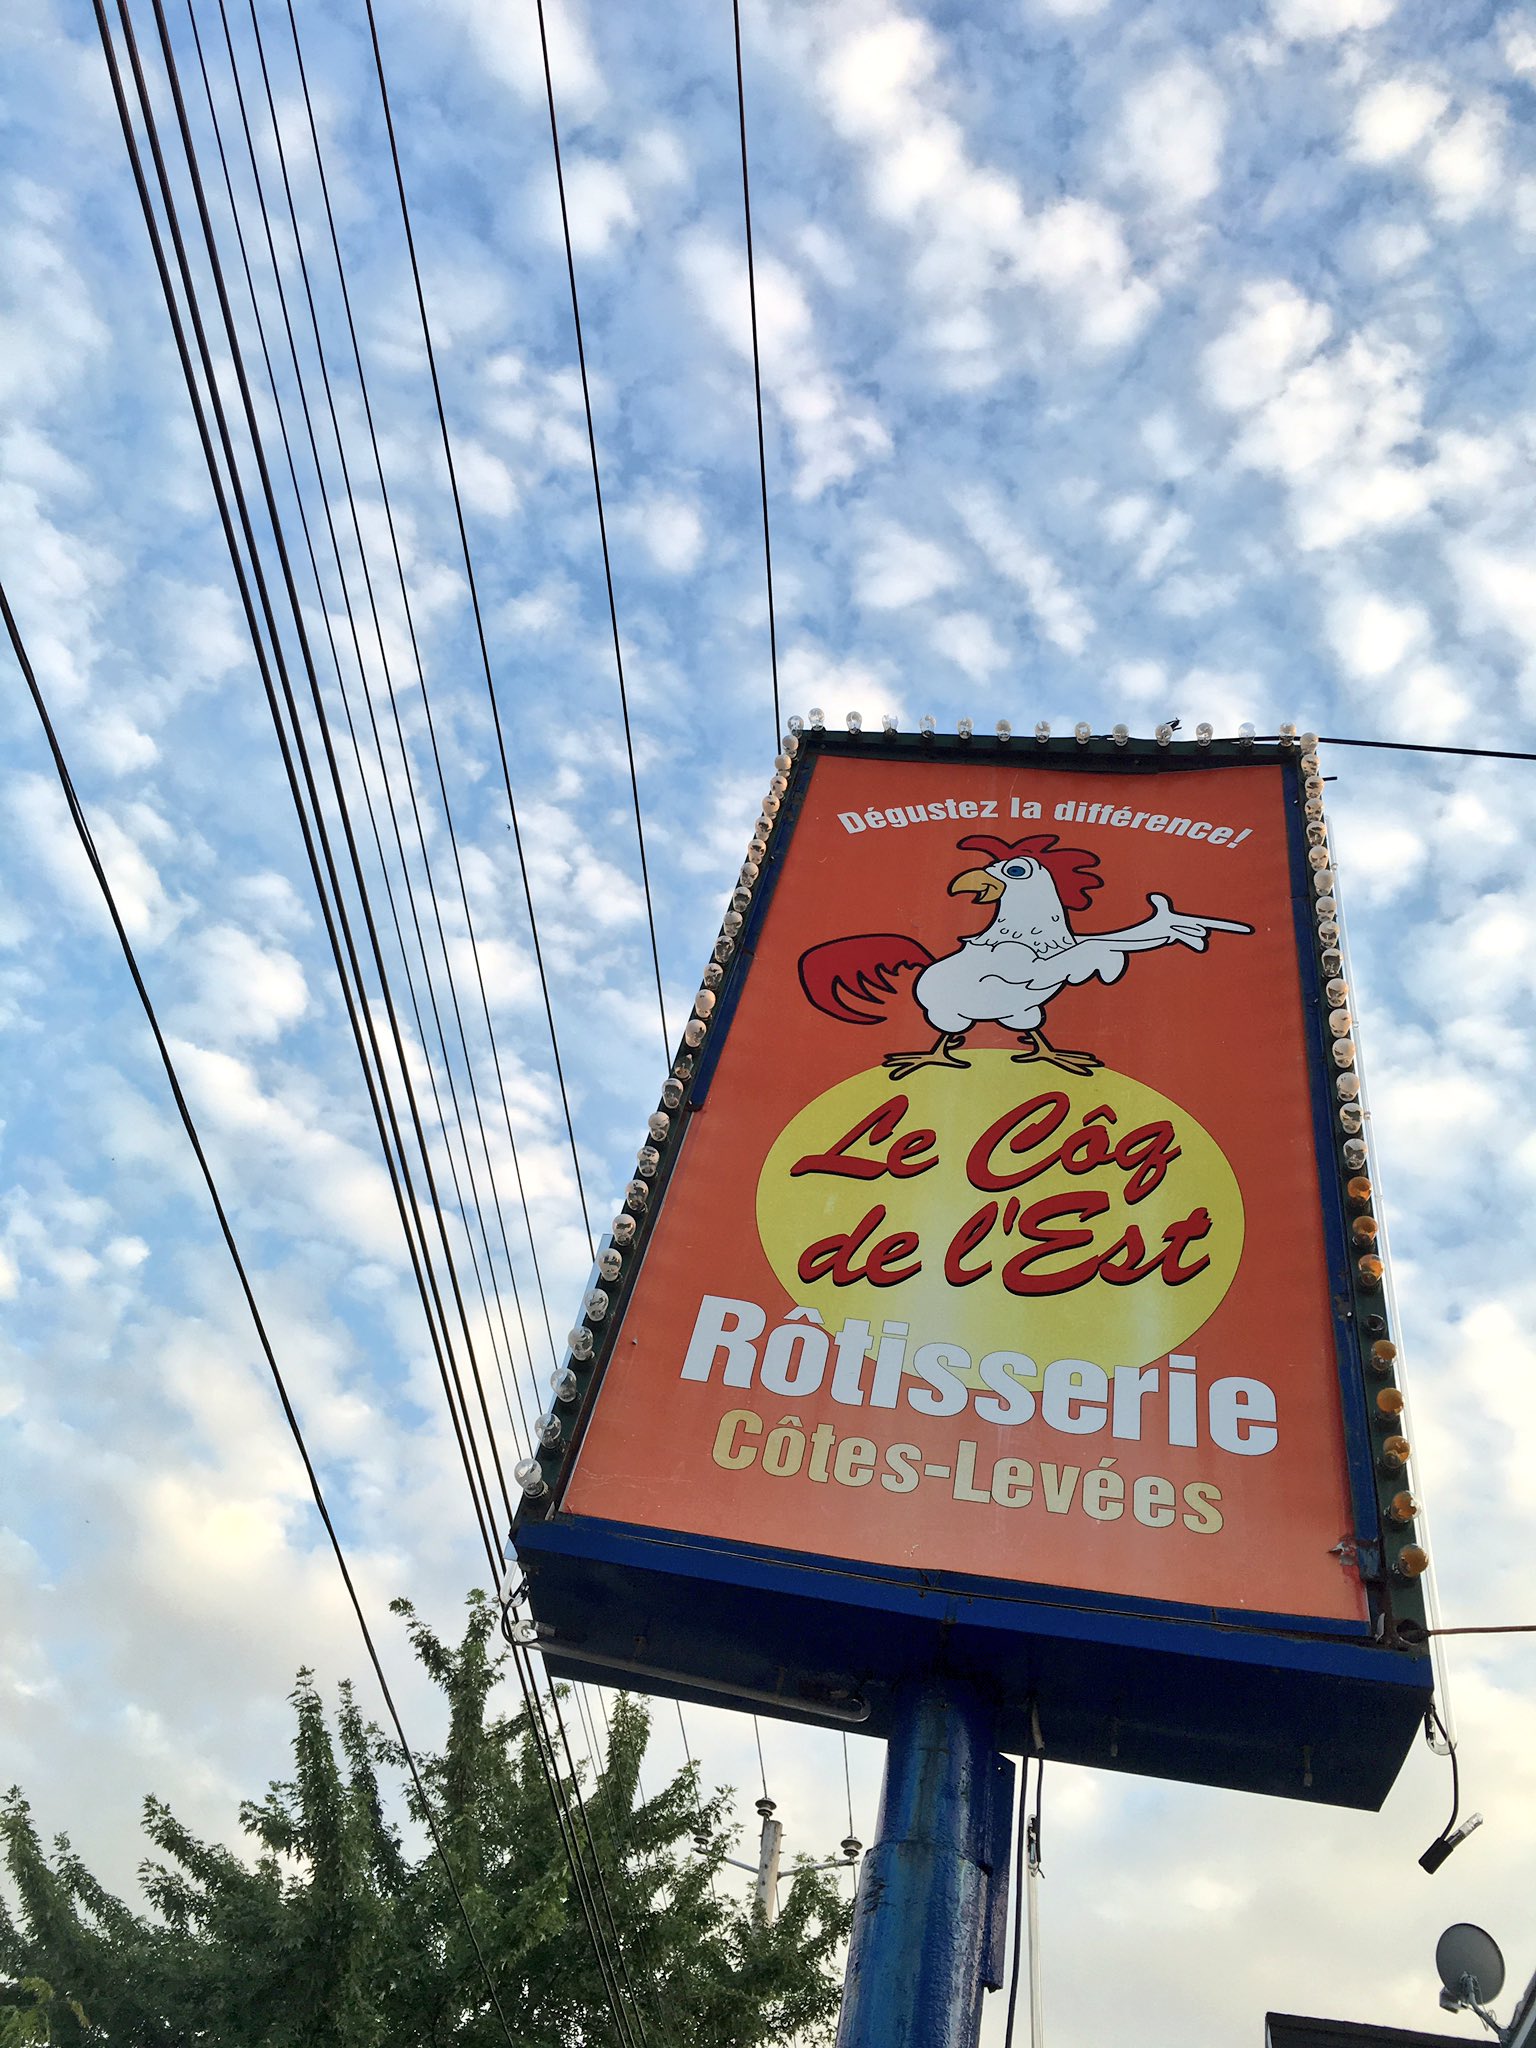 Dégustez la différence!
Le Côq
de l'Est
Rôtisserie
Côtes-Levées